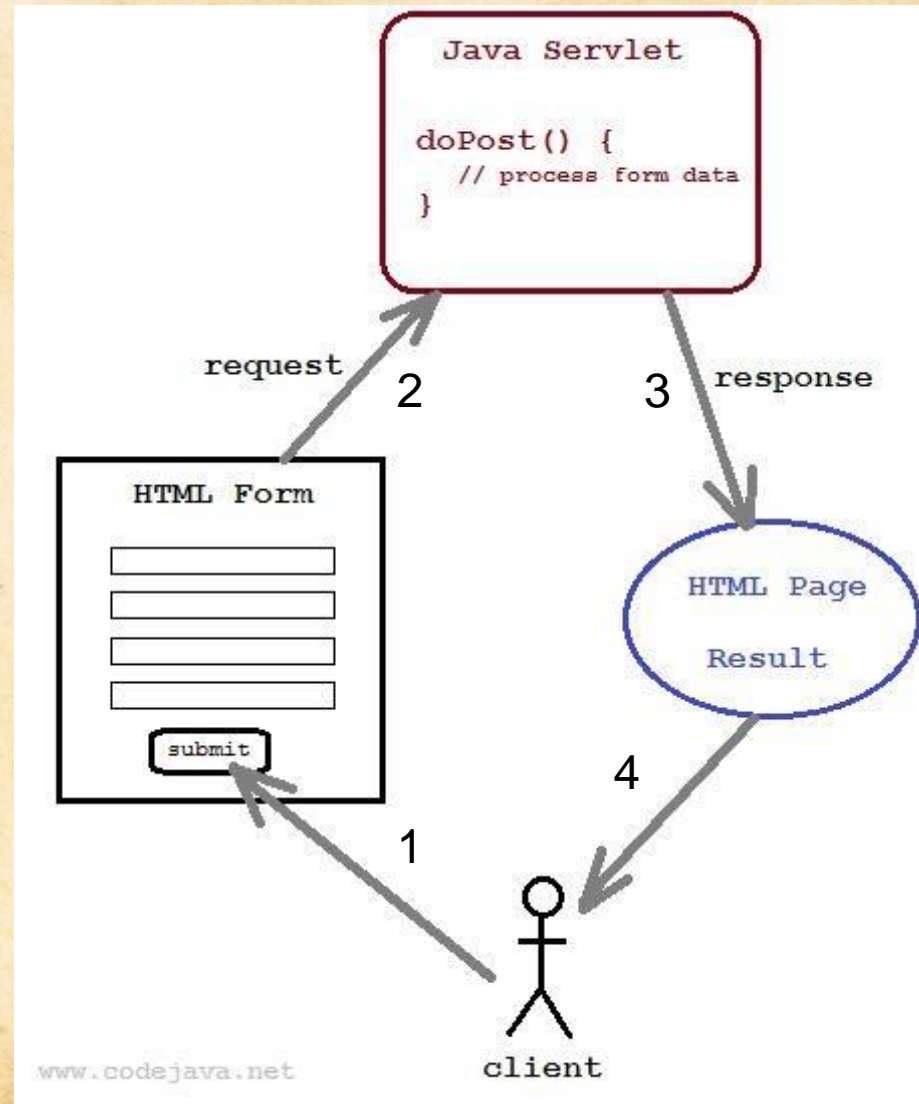 Java Servlet
doPost() {
// process form data
}
request
2
3
response
HTML Form
HTML Page
Result
submit
4
1
client
www.codejava.net